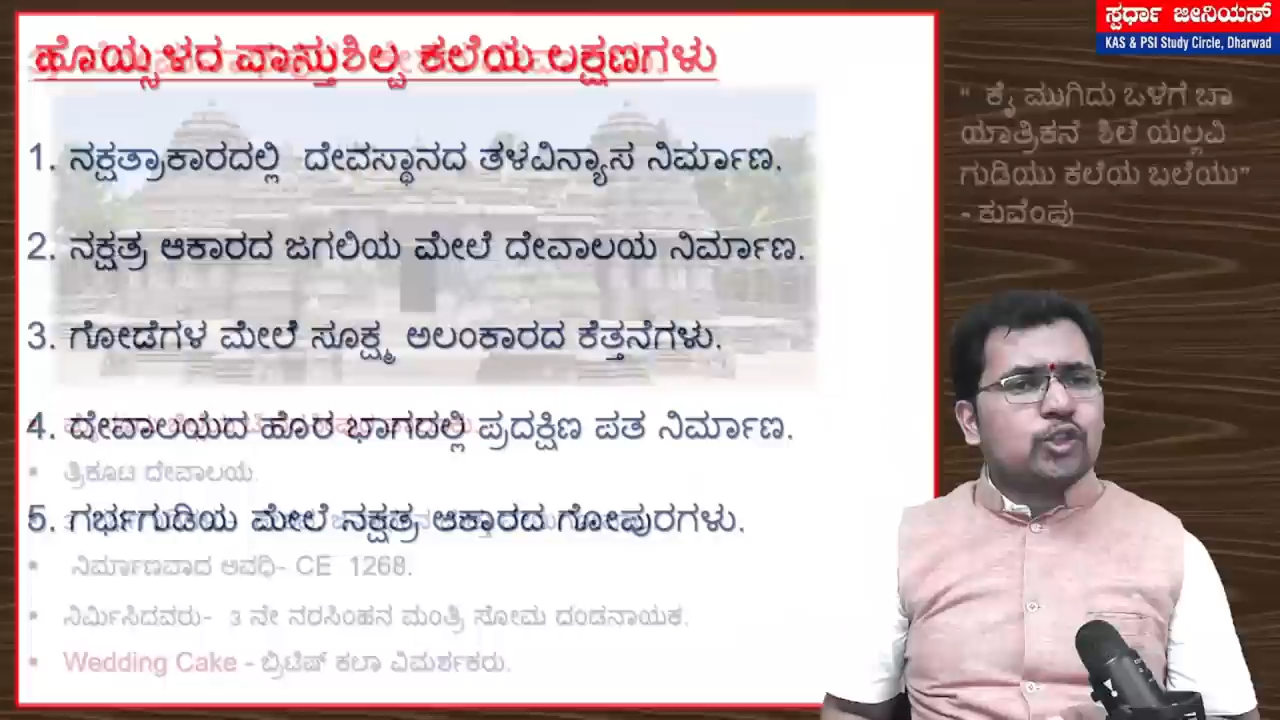 ಸ್ಪರ್ಧಾ ಜೀನಿಯಸ್
KAS & PSI Study Circle, Dharwad
ಹೊಯ್ಸಳರ ವಾಸ್ತುಶಿಲ್ಪ ಕಲೆಯ ಲಕ್ಷಣಗಳು
1. ನಕ್ಷತ್ರಾಕಾರದಲ್ಲಿ ದೇವಸ್ಥಾನದ ತಳವಿನ್ಯಾಸ ನಿರ್ಮಾಣ.
2. ನಕ್ಷತ್ರ ಆಕಾರದ ಜಗಲಿಯ ಮೇಲೆ ದೇವಾಲಯ ನಿರ್ಮಾಣ.
3. ಗೋಡೆಗಳ ಮೇಲೆ ಸೂಕ್ಷ್ಮ ಅಲಂಕಾರದ ಕೆತ್ತನೆಗಳು.
4. ದೇವಾಲಯದ ಹೊರ ಭಾಗದಲ್ಲಿ ಪ್ರದಕ್ಷಿಣ ಪತ ನಿರ್ಮಾಣ.
• ತ್ರಿಕೂಟ ದೇವಾಲಯ
5. ಗರ್ಭಗುಡಿಯ ಮೇಲೆ ನಕ್ಷತ್ರ ಆಕಾರದ ಗೋಪುರಗಳು.
• ನಿರ್ಮಾಣವಾದ ಅವಧಿ- CE 1268.
• ನಿರ್ಮಿಸಿದವರು- 3 ನೇ ನರಸಿಂಹನ ಮಂತ್ರಿ ಸೋಮ ದಂಡನಾಯಕ.
• Wedding Cake - ಬ್ರಿಟಿಷ್ ಕಲಾ ವಿಮರ್ಶಕರು.
" ಕೈ ಮುಗಿದು ಒಳಗೆ ಬಾ
ಯಾತ್ರಿಕನೆ ಶಿಲೆ ಯಲ್ಲವಿ
ಗುಡಿಯು ಕಲೆಯ ಬಲೆಯು"
- ಕುವೆಂಪು